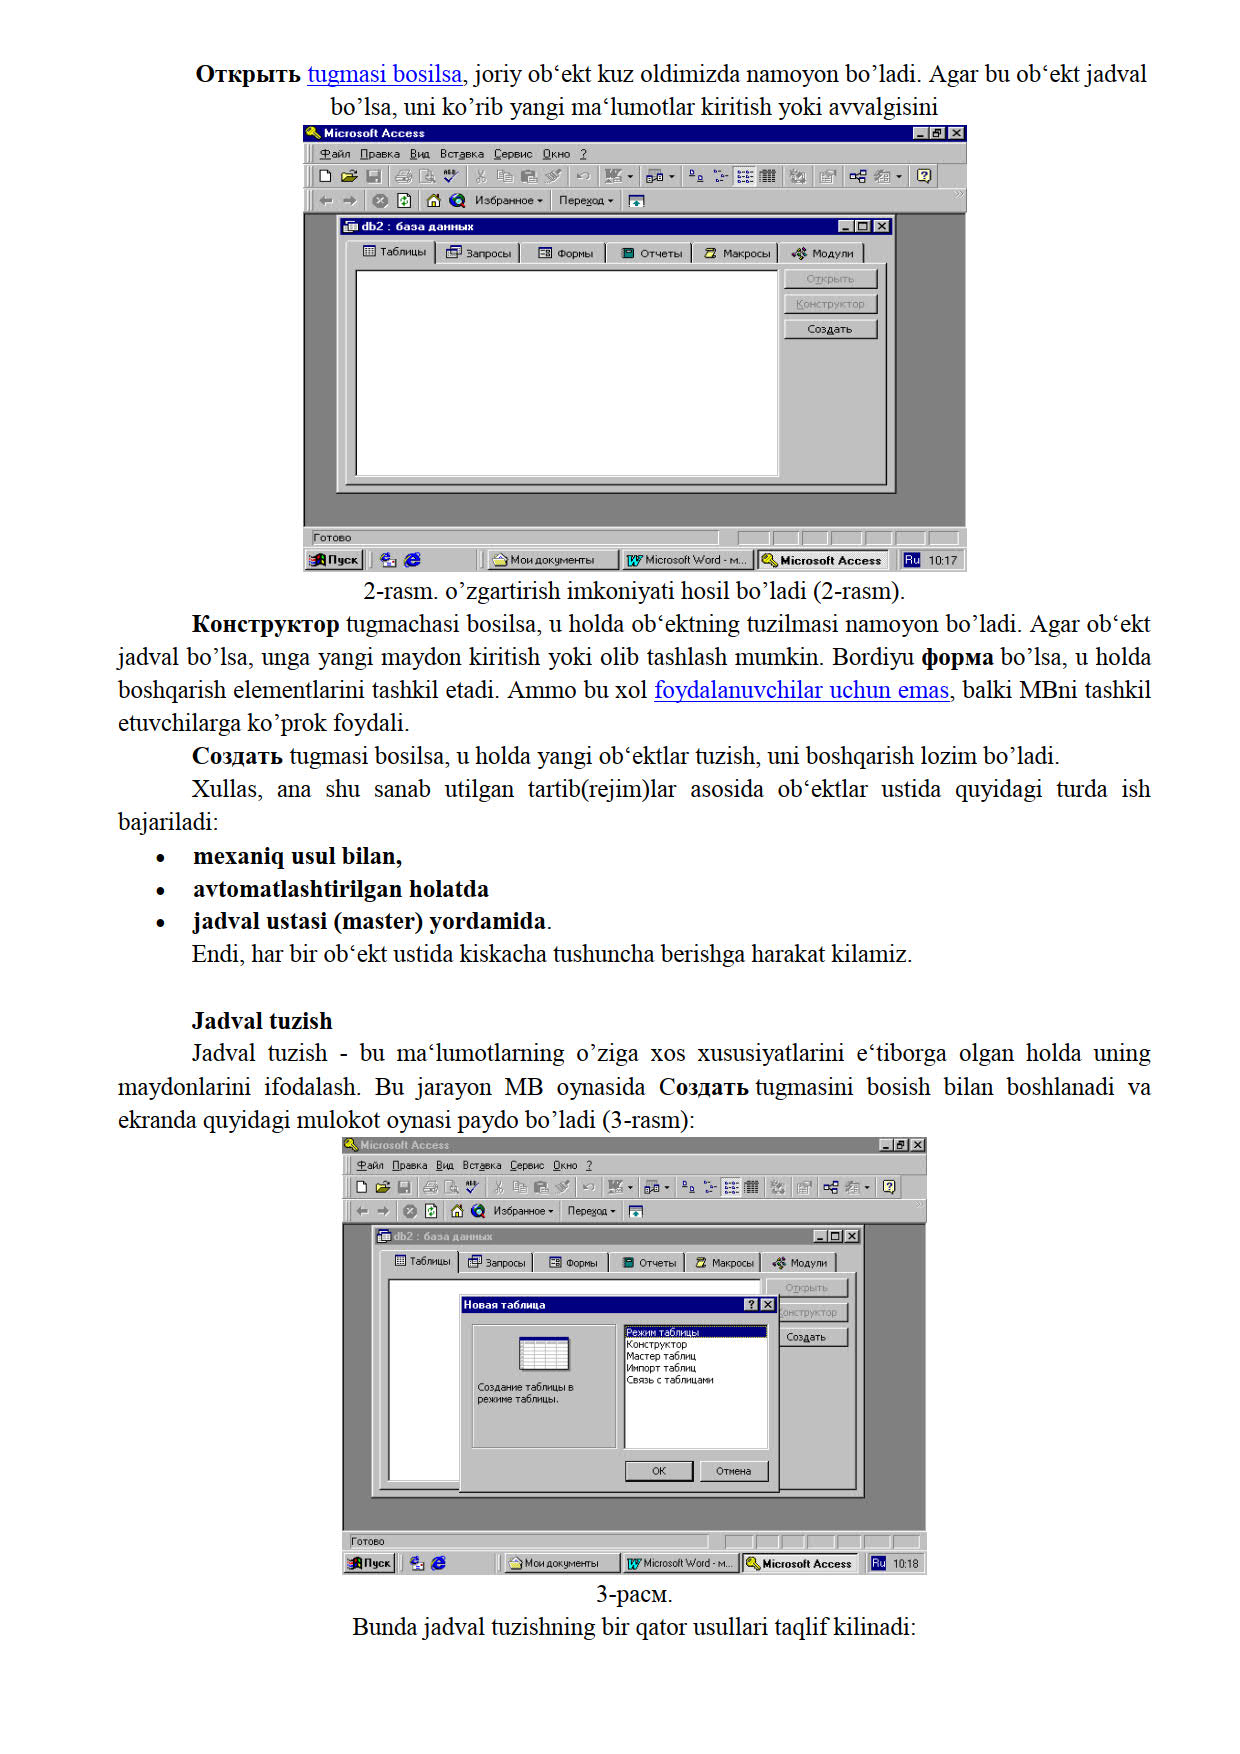 Открыть tugmasi bosilsa, joriy ob‘ekt kuz oldimizda namoyon bo’ladi. Agar bu ob‘ekt jadval
bo’lsa, uni ko’rib yangi ma‘lumotlar kiritish yoki avvalgisini
Microsoft Access
Файл Правка Вид Вставка Сервис Окно ?
Избранное Переход
db2 : база данных
Таблицы Запросы Формы Отчеты Макросы Модули
Открыть
Конструктор
Создать
Готово
Пуск Мои документы Microsoft Word - м... Microsoft Access Ru 10:17
2-rasm. o’zgartirish imkoniyati hosil bo’ladi (2-rasm).
Конструктор tugmachasi bosilsa, u holda ob‘ektning tuzilmasi namoyon bo’ladi. Agar ob‘ekt
jadval bo’lsa, unga yangi maydon kiritish yoki olib tashlash mumkin. Bordiyu форма bo’lsa, u holda
boshqarish elementlarini tashkil etadi. Ammo bu xol foydalanuvchilar uchun emas, balki MBni tashkil
etuvchilarga ko’prok foydali.
Создать tugmasi bosilsa, u holda yangi ob‘ektlar tuzish, uni boshqarish lozim bo’ladi.
Xullas, ana shu sanab utilgan tartib(rejim)lar asosida ob‘ektlar ustida quyidagi turda ish
bajariladi:
• mexaniq usul bilan,
• avtomatlashtirilgan holatda
• jadval ustasi (master) yordamida.
Endi, har bir ob‘ekt ustida kiskacha tushuncha berishga harakat kilamiz.
Jadval tuzish
Jadval tuzish - bu ma‘lumotlarning o’ziga xos xususiyatlarini e‘tiborga olgan holda uning
maydonlarini ifodalash. Bu jarayon MB oynasida Создать tugmasini bosish bilan boshlanadi va
ekranda quyidagi mulokot oynasi paydo bo’ladi (3-rasm):
Microsoft Access
Файл Правка Вид Вставка Сервис Окно ?
Избранное Переход
db2 : база данных
Таблицы Запросы Формы Отчеты Макросы Модули
Открыть
онструктор
Создать
Новая таблица
Создание таблицы в
режиме таблицы.
Режим таблицы
Конструктор
Мастер таблиц
Импорт таблиц
Связь с таблицами
ОК Отмена
Готово
Пуск Мои документы Microsoft Word - м... Microsoft Access Ru 10:18
3-расм.
Bunda jadval tuzishning bir qator usullari taqlif kilinadi: